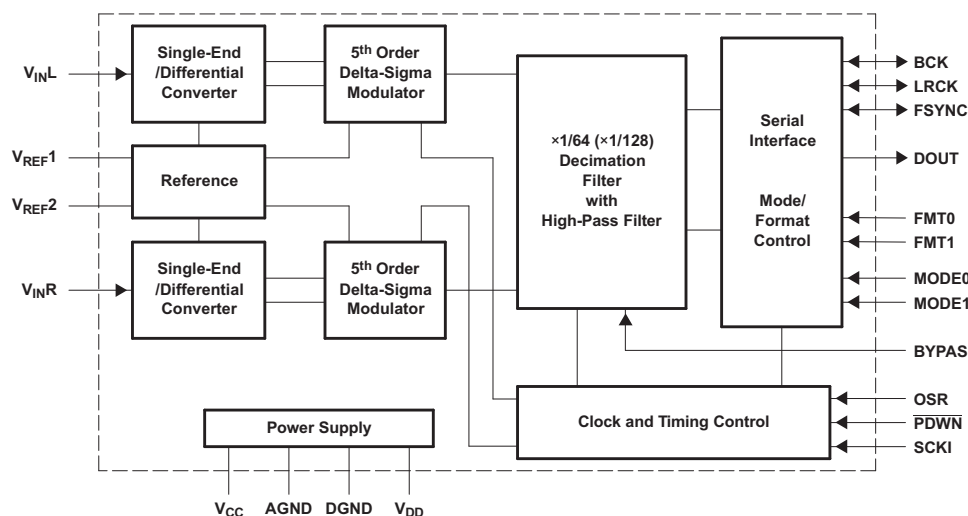 Single-End
/Differential
Converter
5th Order
Delta-Sigma
Modulator
VINL
VREF1
VREF2
Reference
Single-End
/Differential
Converter
5th Order
Delta-Sigma
Modulator
VINR
×1/64 (×1/128)
Decimation
Filter
with
High-Pass Filter
Serial
Interface
Mode/
Format
Control
BCK
LRCK
FSYNC
DOUT
FMT0
FMT1
MODE0
MODE1
BYPAS
OSR
PDWN
SCKI
Clock and Timing Control
Power Supply
VCC AGND DGND VDD